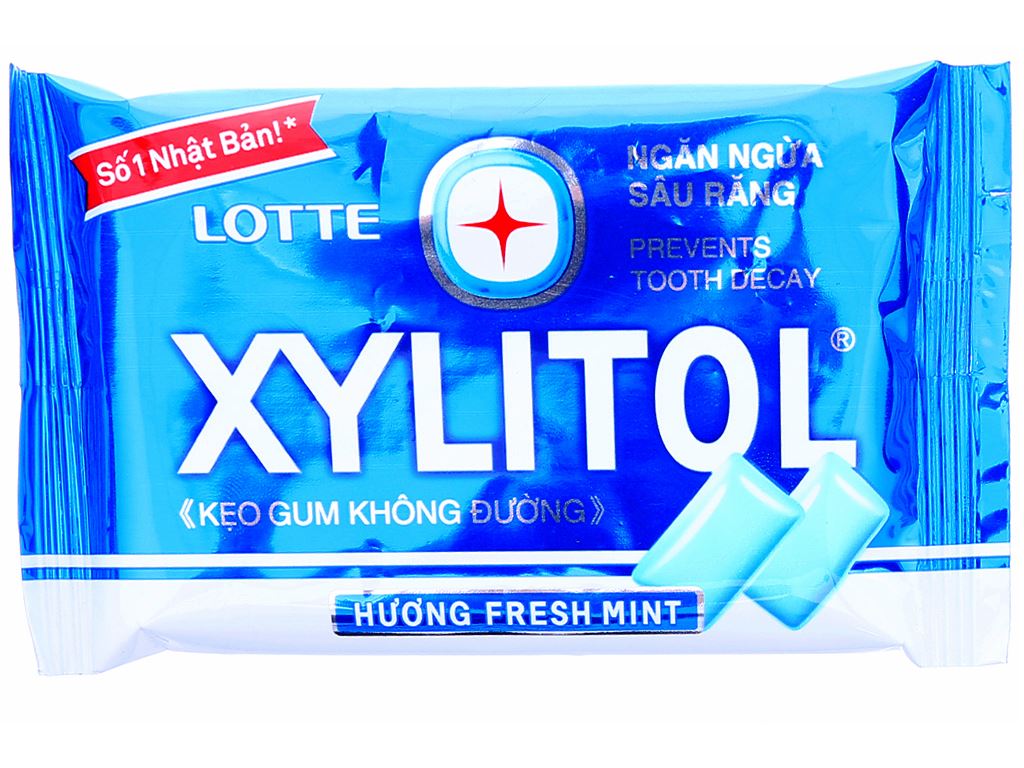 Số 1 Nhật Bản!*
LOTTE
NGĂN NGỪA
SÂU RĂNG
PREVENTS
TOOTH DECAY
XYLITOL®
《KẸO GUM KHÔNG ĐƯỜNG》
HƯƠNG FRESH MINT